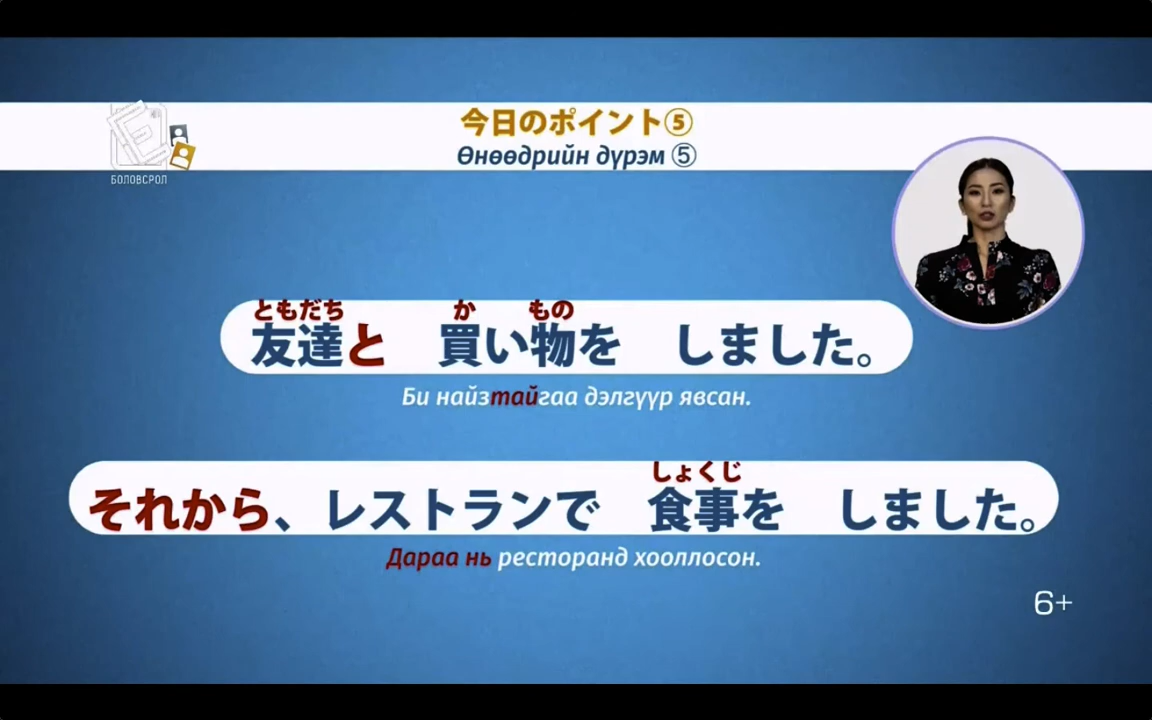 今日のポイント⑤
Өнөөдрийн дүрэм ⑤
БОЛОВСРОЛ
ともだち か もの
友達と 買い物を しました。
Би найзтайгаа дэлгүүр явсан.
しょくじ
それから、レストランで 食事を しました。
Дараа нь ресторанд хооллосон.
6+